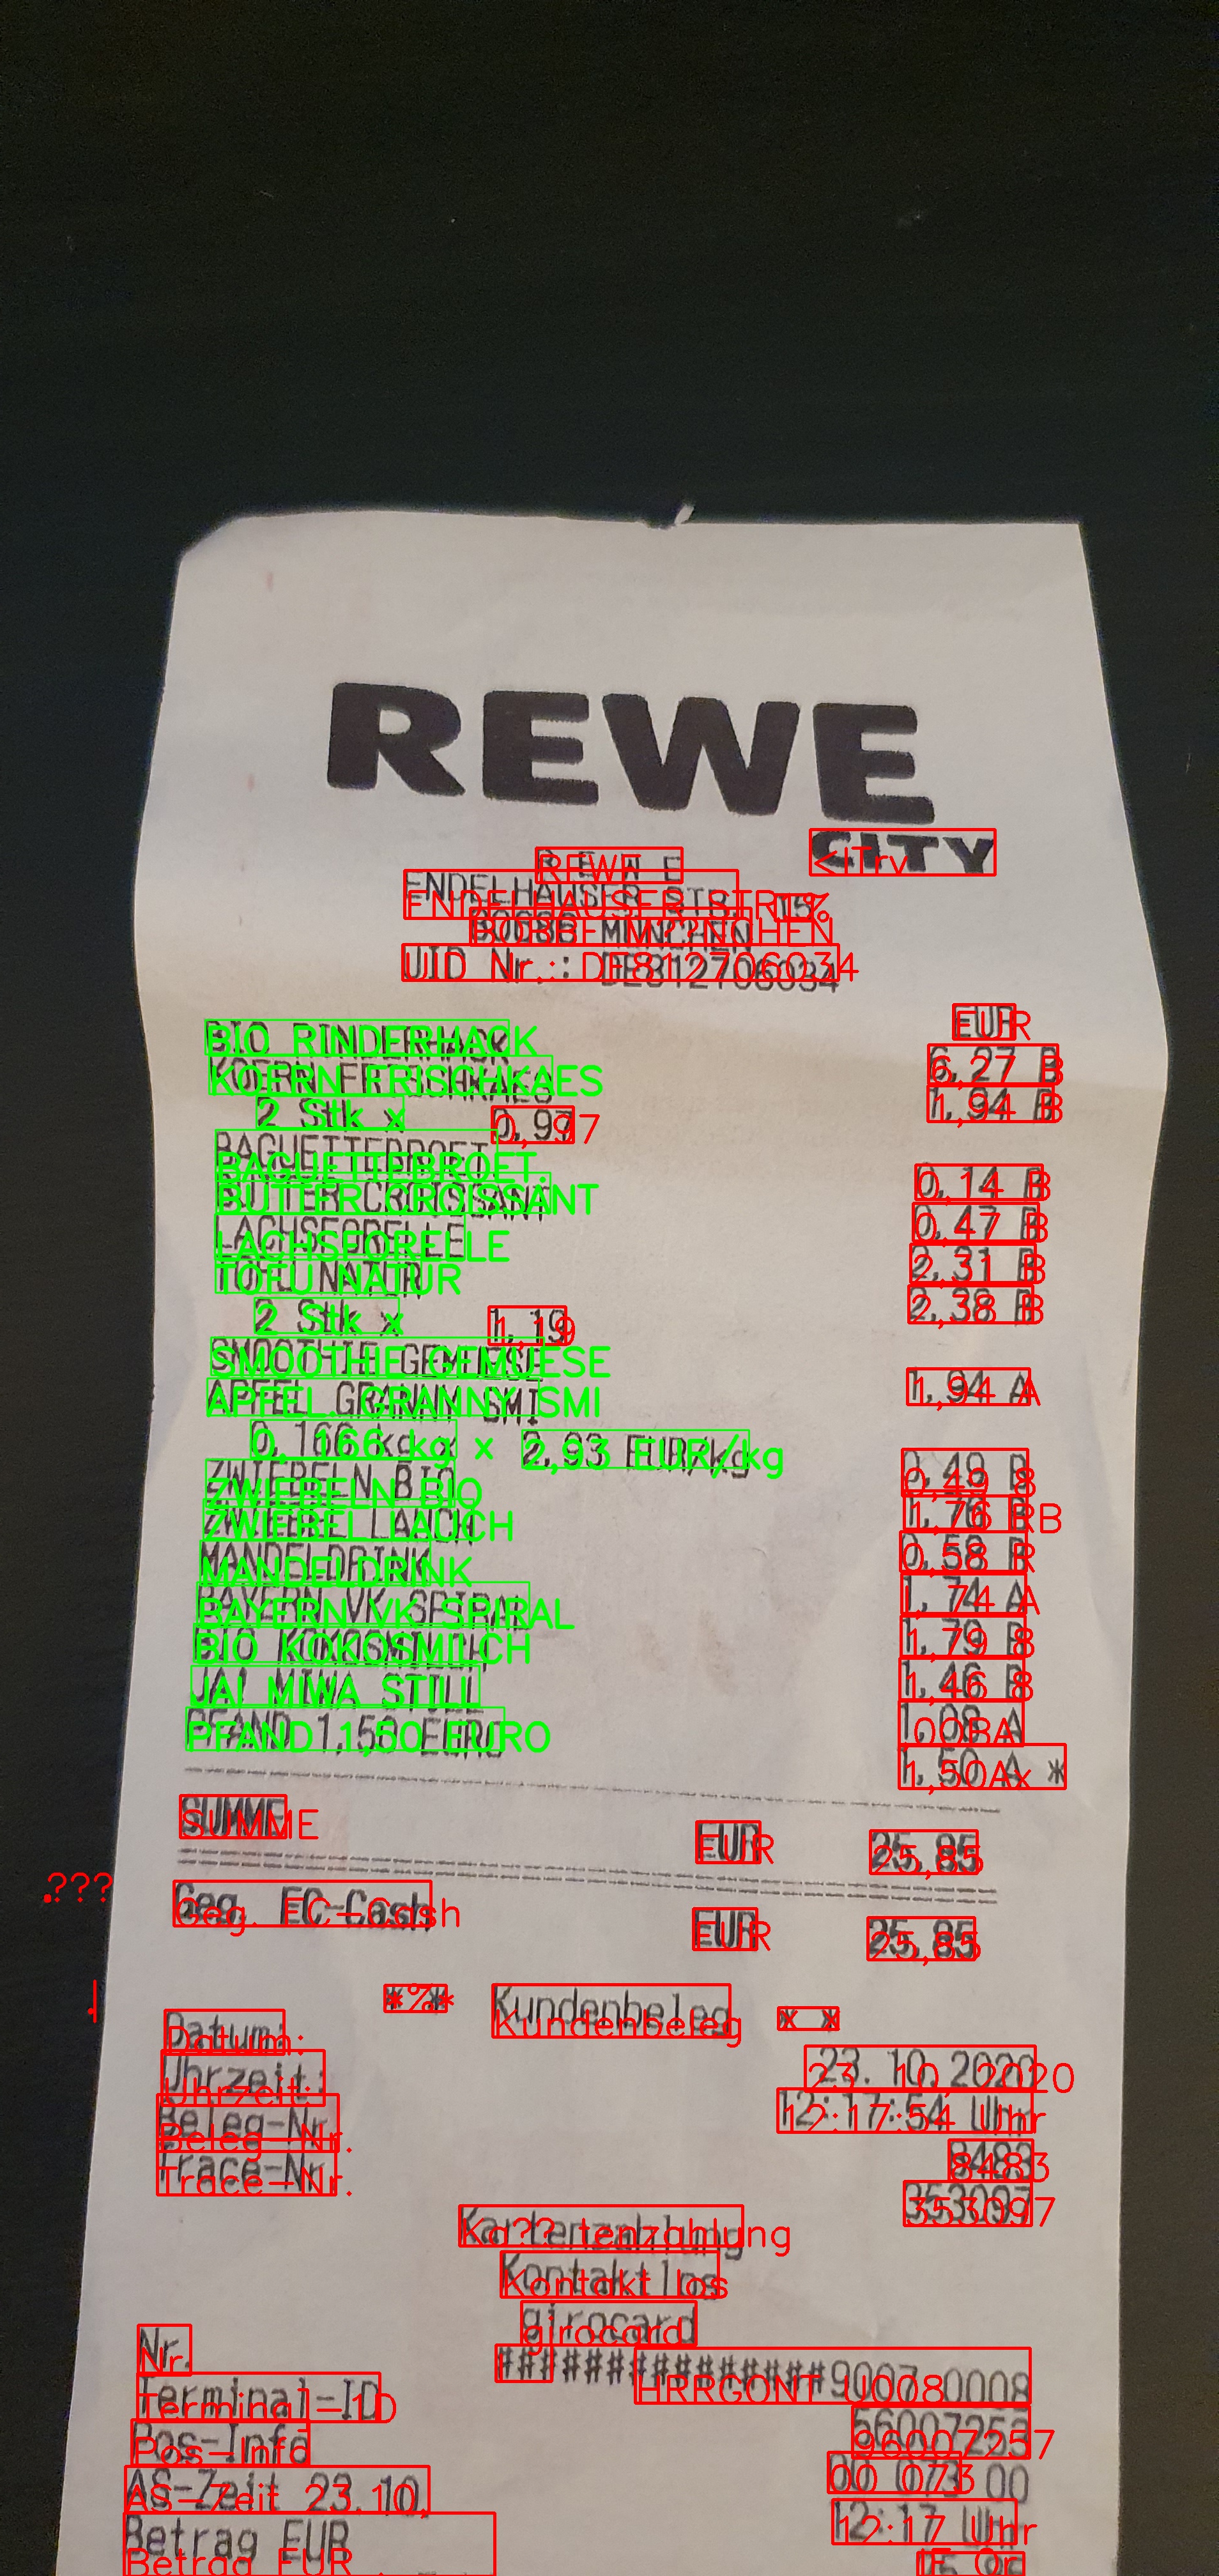 REWE
CITY
R E W E
ENDELHAUSER STR. 15
80686 MÜNCHEN
UID Nr.: DE812706034
EUR
BIO RINDERHACK 6,27 B
KOERN FRISCHKAES 1,94 B
2 Stk x 0,97
BAGUETTEBROET. 0,14 B
BUTTER CROISSANT 0,47 B
LACHSFORELLE 2,31 B
TOFU NATUR 2,38 B
2 Stk x 1,19
SMOOTHIE GEMUESE 1,94 A
APFEL GRANNY SMI 0,49 B
0,166 kg x 2,93 EUR/kg
ZWIEBELN BIO 1,76 B
ZWIEBEL LAUCH 0,58 B
MANDELDRINK 1,74 A
BAYERN VK SPIRAL 1,79 B
BIO KOKOSMILCH 1,46 B
JA! MIWA STILL 1,08 A
PFAND 1,50 EURO 1,50 A *
SUMME EUR 25,85
Geg. EC-Cash EUR 25,85
* * Kundenbeleg * *
Datum: 23.10.2020
Uhrzeit: 12:17:54 Uhr
Beleg-Nr. 8483
Trace-Nr. 353097
Kartenzahlung
Kontaktlos
girocard
Nr. ###############9007 0008
Terminal-ID 56007253
Pos-Info 00 073 00
AS-Zeit 23.10. 12:17 Uhr
Betrag EUR